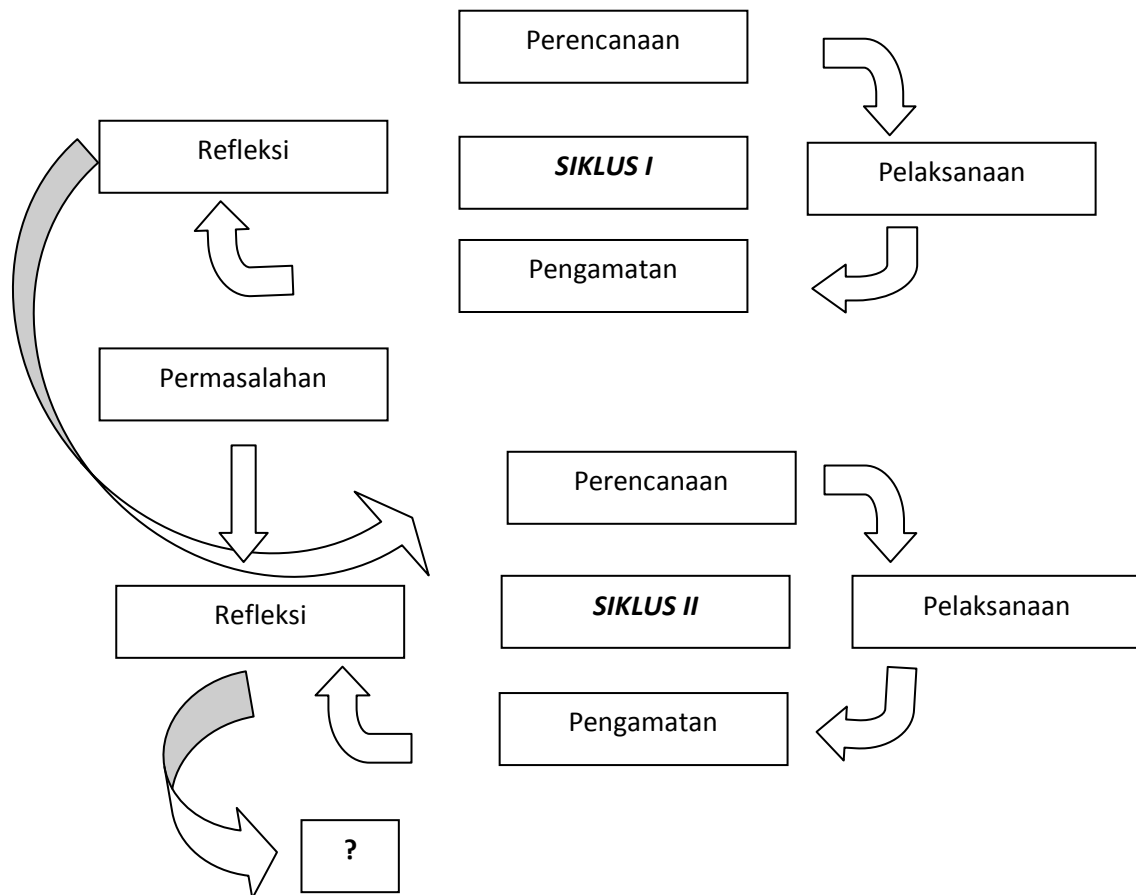 Perencanaan
Refleksi
SIKLUS I
Pelaksanaan
Pengamatan
Permasalahan
Perencanaan
Refleksi
SIKLUS II
Pelaksanaan
Pengamatan
?